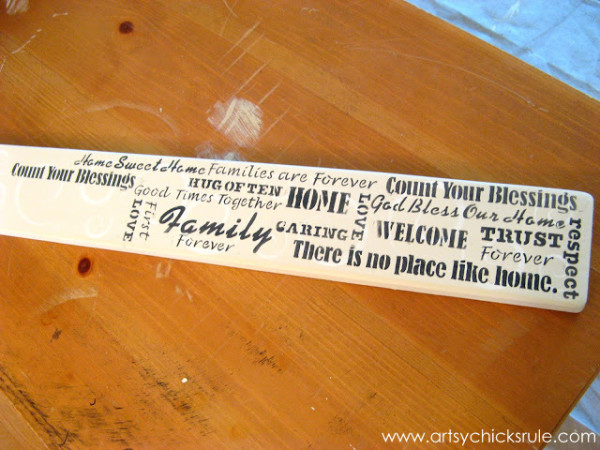 Home Sweet Home Families are Forever
Count Your Blessings
Count Your Blessings
HUG OFTEN
HOME
LOVE
God Bless Our Home
Good Times Together
First
LOVE
Family
CARING
WELCOME
TRUST
respect
Forever
Forever
There is no place like home.
www.artsychicksrule.com